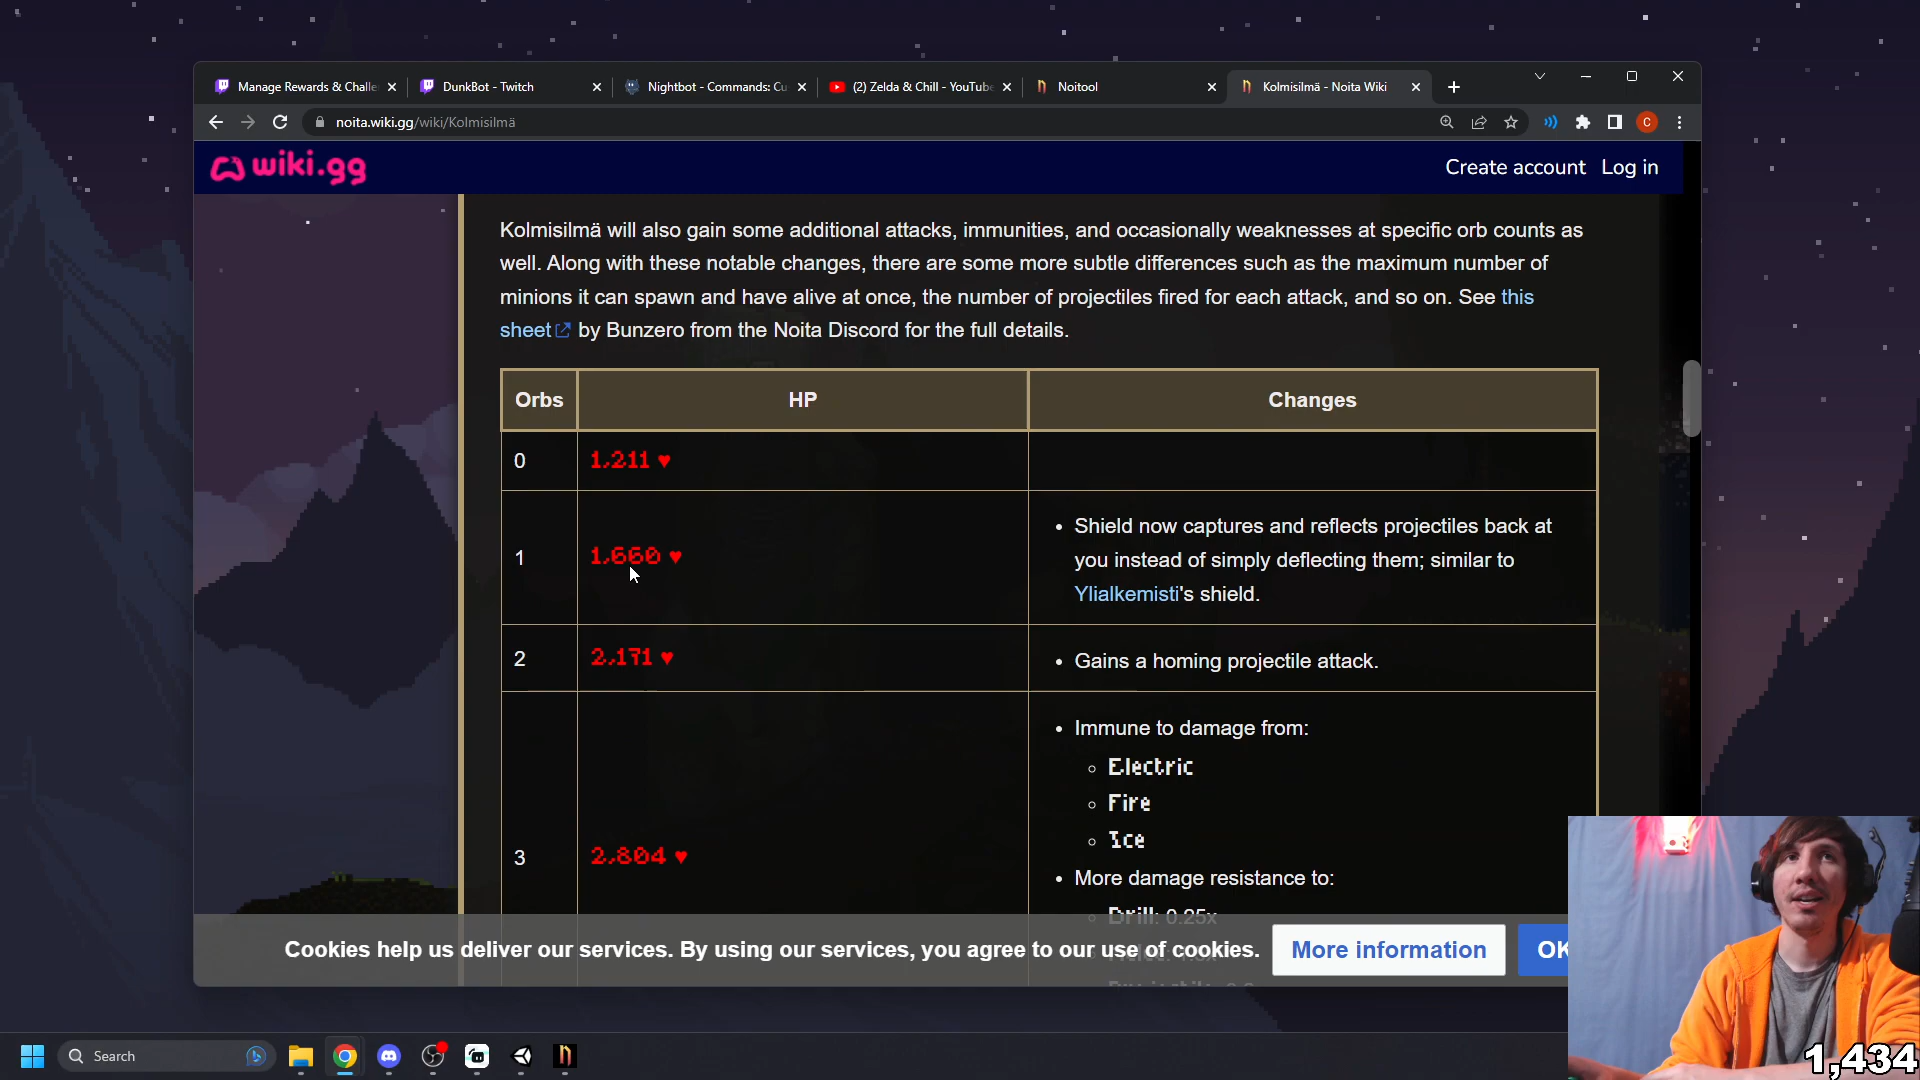 Manage Rewards & Challe
DunkBot - Twitch
Nightbot - Commands: Cu
(2) Zelda & Chill - YouTube
Noitool
Kolmisilmä - Noita Wiki
noita.wiki.gg/wiki/Kolmisilmä
C
wiki.gg
Create account Log in
Kolmisilmä will also gain some additional attacks, immunities, and occasionally weaknesses at specific orb counts as
well. Along with these notable changes, there are some more subtle differences such as the maximum number of
minions it can spawn and have alive at once, the number of projectiles fired for each attack, and so on. See this
sheet by Bunzero from the Noita Discord for the full details.
Orbs HP Changes
0 1,211 ♥
1 1,660 ♥
• Shield now captures and reflects projectiles back at
you instead of simply deflecting them; similar to
Ylialkemisti's shield.
2 2,171 ♥ • Gains a homing projectile attack.
3 2,804 ♥
• Immune to damage from:
Electric
Fire
Ice
• More damage resistance to:
Drill: 0.25x
Cookies help us deliver our services. By using our services, you agree to our use of cookies.
More information
OK
Search
1,434